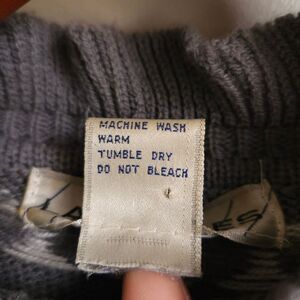 MACHINE WASH
WARM
TUMBLE DRY
DO NOT BLEACH